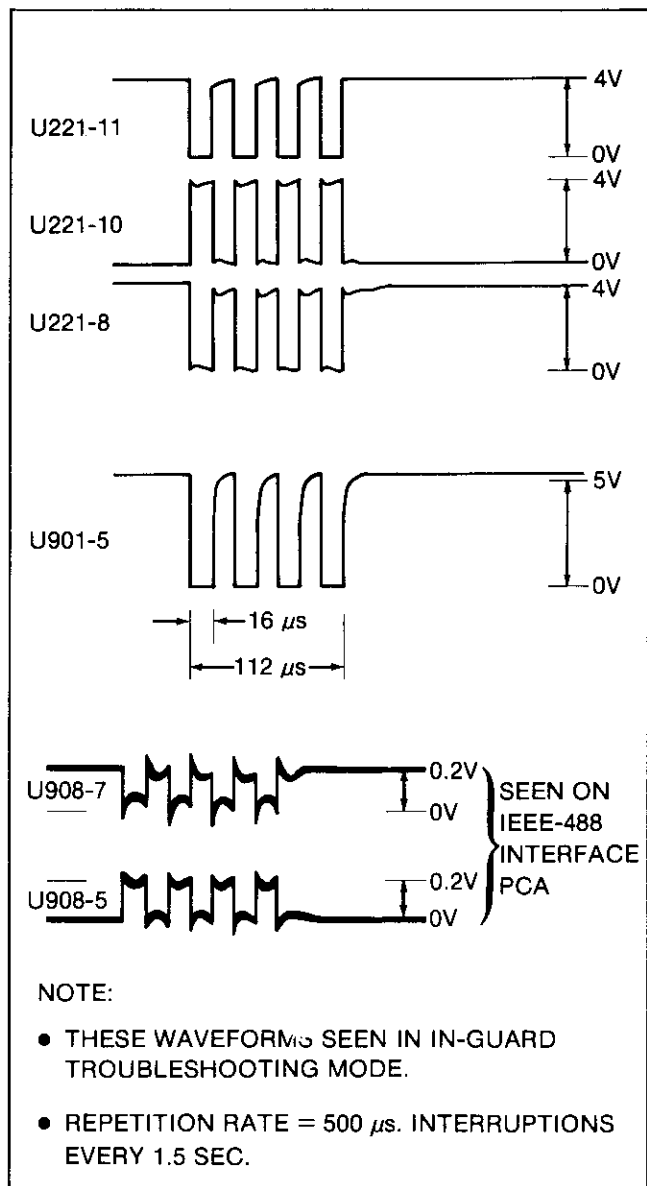 U221-11
4V
0V
U221-10
4V
0V
U221-8
4V
0V
U901-5
5V
0V
16 µs
112 µs
U908-7
0.2V
0V
U908-5
0.2V
0V
SEEN ON
IEEE-488
INTERFACE
PCA
NOTE:
● THESE WAVEFORMS SEEN IN IN-GUARD
TROUBLESHOOTING MODE.
● REPETITION RATE = 500 µs. INTERRUPTIONS
EVERY 1.5 SEC.